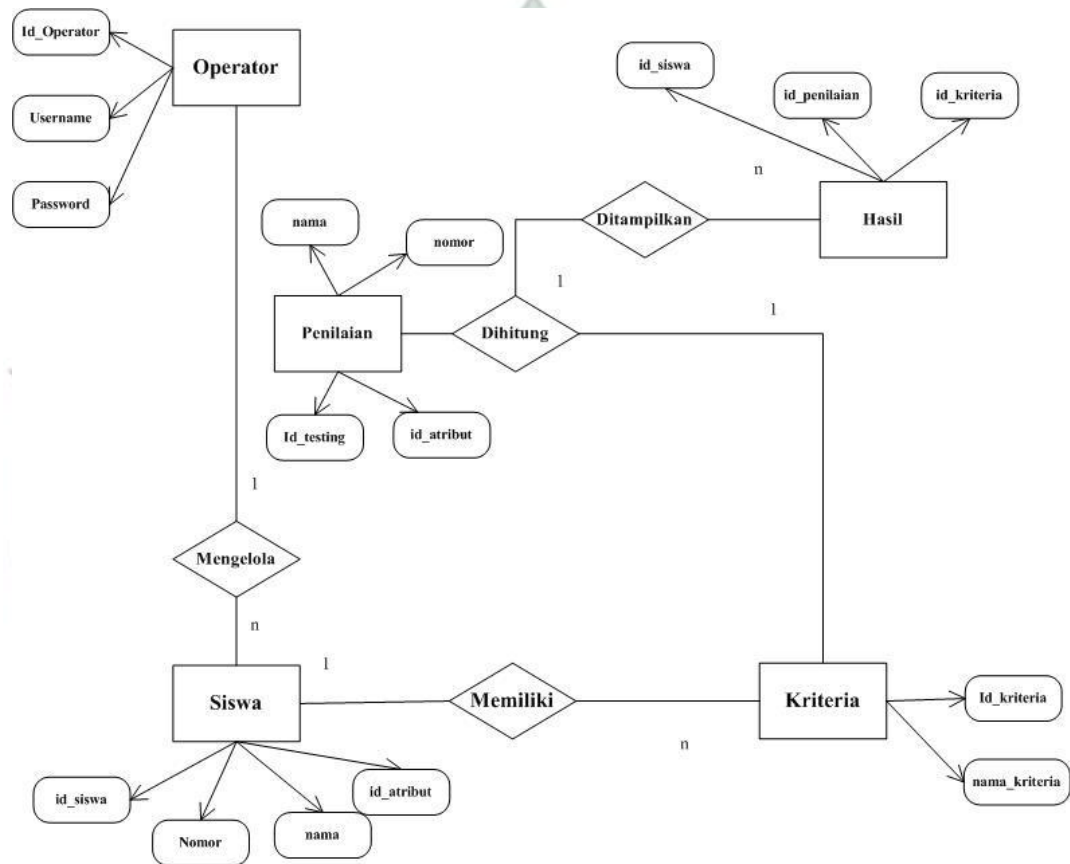 Id_Operator
Operator
Username
Password
id_siswa
id_penilaian
id_kriteria
n
Hasil
Ditampilkan
nama
nomor
1
1
Penilaian
Dihitung
Id_testing
id_atribut
1
Mengelola
n
1
Siswa
Memiliki
Kriteria
n
Id_kriteria
nama_kriteria
id_siswa
Nomor
nama
id_atribut